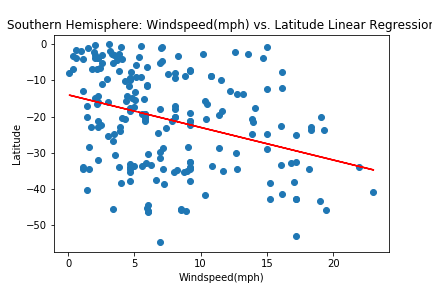 Southern Hemisphere: Windspeed(mph) vs. Latitude Linear Regression
0
−10
−20
−30
−40
−50
Latitude
0 5 10 15 20
Windspeed(mph)